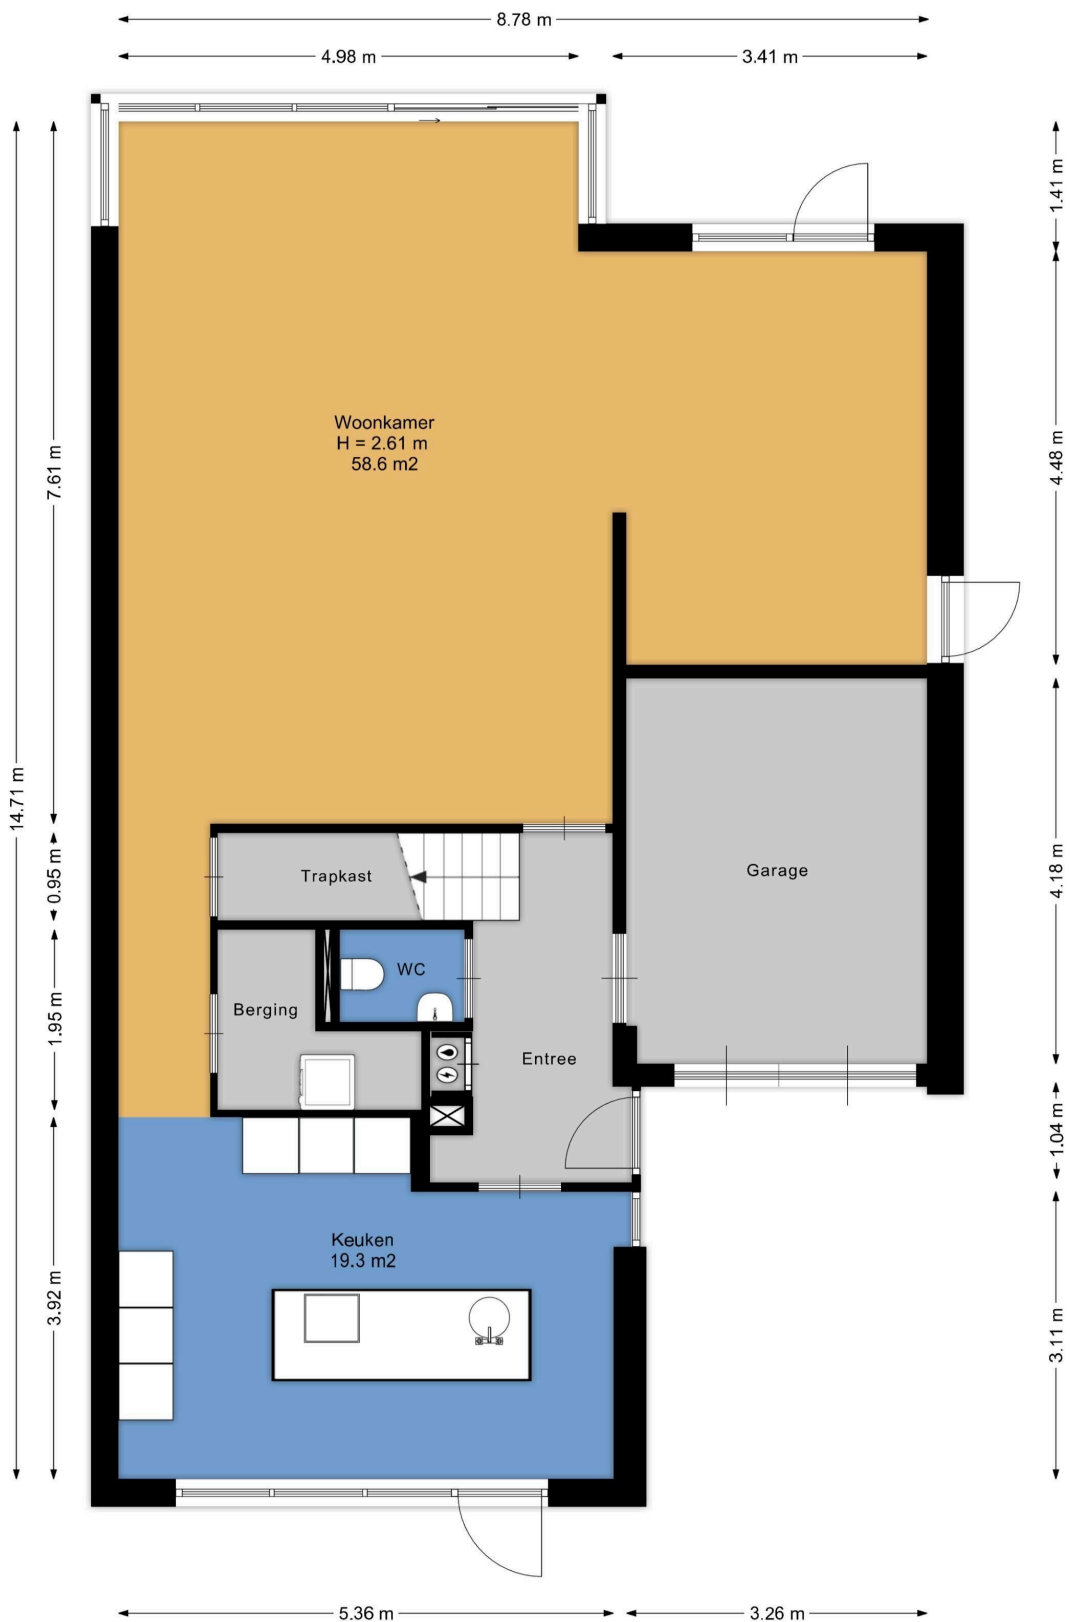 8.78 m
4.98 m
3.41 m
1.41 m
Woonkamer
H = 2.61 m
58.6 m2
7.61 m
4.48 m
14.71 m
0.95 m
Trapkast
Garage
4.18 m
WC
Berging
1.95 m
Entree
1.04 m
Keuken
19.3 m2
3.92 m
3.11 m
5.36 m
3.26 m